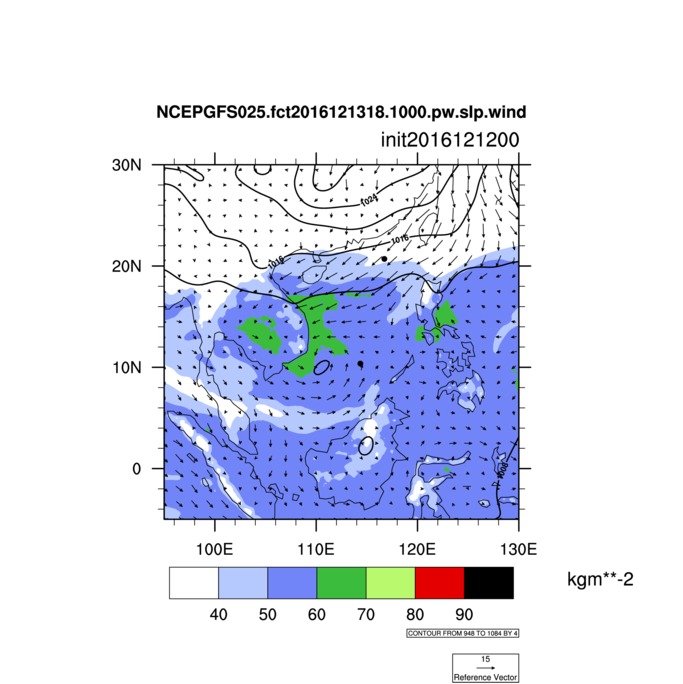 NCEPGFS025.fct2016121318.1000.pw.slp.wind
init2016121200
30N
20N
10N
0
1024
1016
1016
1008
100E 110E 120E 130E
kgm**-2
40 50 60 70 80 90
CONTOUR FROM 948 TO 1084 BY 4
15
Reference Vector